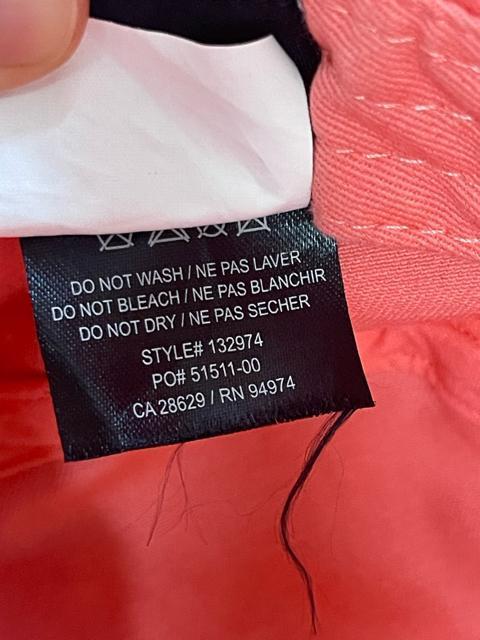 DO NOT WASH / NE PAS LAVER
DO NOT BLEACH / NE PAS BLANCHIR
DO NOT DRY / NE PAS SECHER
STYLE# 132974
PO# 51511-00
CA 28629 / RN 94974